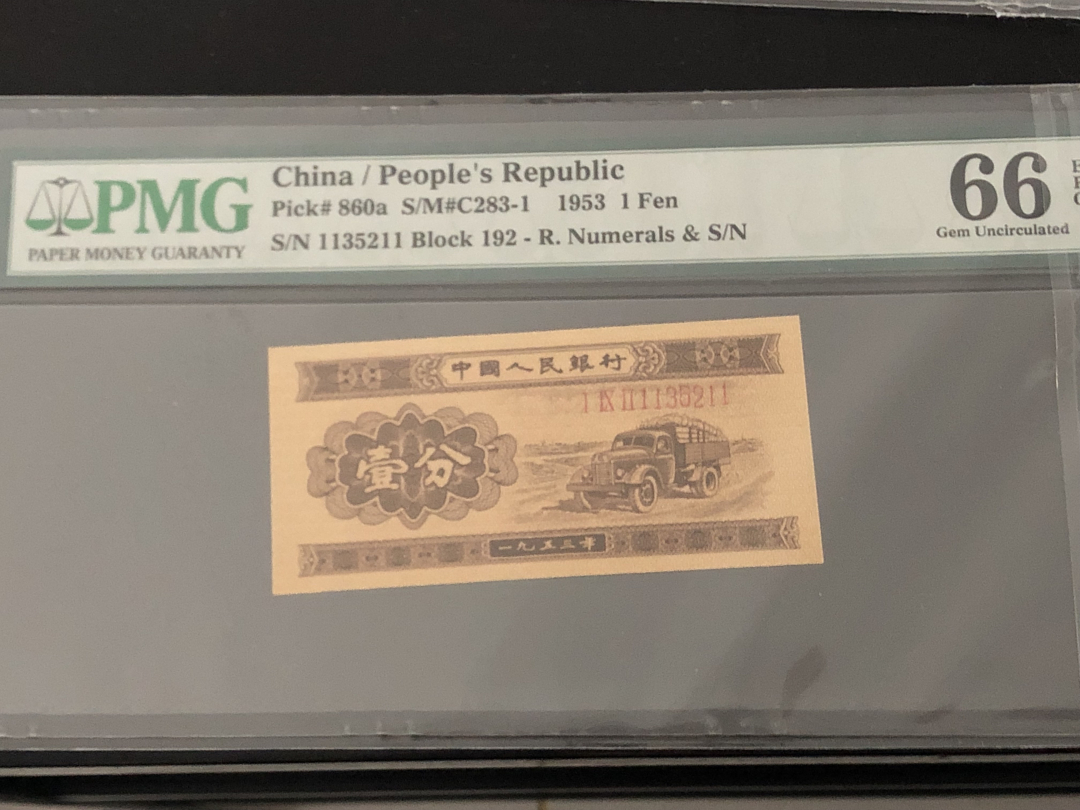 PMG
PAPER MONEY GUARANTY
China / People's Republic
Pick# 860a S/M#C283-1 1953 1 Fen
S/N 1135211 Block 192 - R. Numerals & S/N
66
Gem Uncirculated
E
P
中國人民銀行
I IX II 1135211
壹分
一九五三年